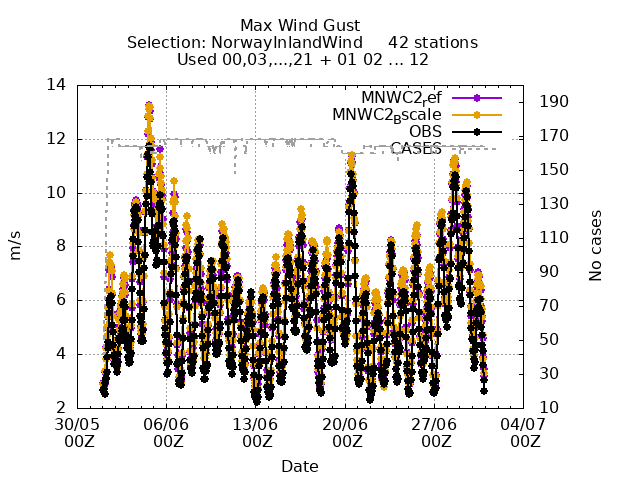 Max Wind Gust
Selection: NorwayInlandWind     42 stations
Used 00,03,...,21 + 01 02 ... 12
MNWC2ref
MNWC2Bscale
OBS
CASES
14
12
10
8
6
4
2
m/s
190
170
150
130
110
90
70
50
30
10
No cases
30/05 06/06 13/06 20/06 27/06 04/07
00Z 00Z 00Z 00Z 00Z 00Z
Date